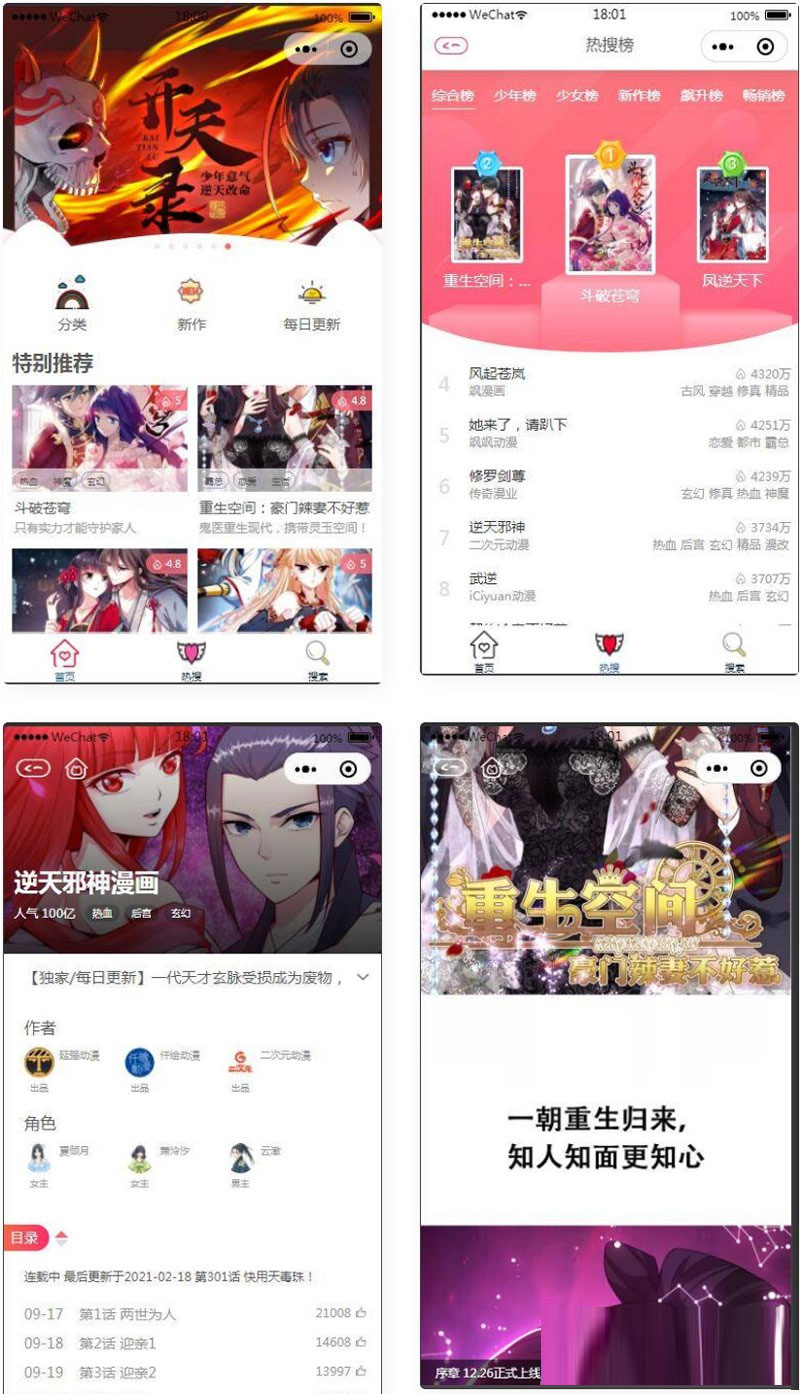 ●●●●● WeChat 18:00 100%
开天录
KAI
TIAN
LU
少年意气
逆天改命
分类 新作 每日更新
特别推荐
5 4.8
热血 神魔 玄幻 霸总 恋爱 生活
斗破苍穹 重生空间：豪门辣妻不好惹
只有实力才能守护家人 鬼医重生现代，携带灵玉空间！
4.8 5
首页 热搜 搜索
●●●●● WeChat 18:01 100%
热搜榜
综合榜 少年榜 少女榜 新作榜 飙升榜 畅销榜
2 1 3
重生空间：... 斗破苍穹 凤逆天下
4 风起苍岚 4320万
飒漫画 古风 穿越 修真 精品
5 她来了，请趴下 4251万
飒飒动漫 恋爱 都市 霸总
6 修罗剑尊 4239万
传奇漫业 玄幻 修真 热血 神魔
7 逆天邪神 3734万
二次元动漫 热血 后宫 玄幻 精品 漫改
8 武逆 3707万
iCiyuan动漫 热血 后宫 玄幻
首页 热搜 搜索
●●●●● WeChat 18:01 100%
逆天邪神漫画
人气 100亿 热血 后宫 玄幻
【独家/每日更新】一代天才玄脉受损成为废物，
作者
仟绘动漫 二次元动漫
出品 出品 出品
角色
夏倾月 萧泠汐 云澈
女主 女主 男主
目录
连载中 最后更新于2021-02-18 第301话 快用天毒珠！
09-17 第1话 两世为人 21008
09-18 第2话 迎亲1 14608
09-19 第3话 迎亲2 13997
●●●●● WeChat 18:01 100%
重生空间
豪门辣妻不好惹
一朝重生归来,
知人知面更知心
序章 12.26正式上线